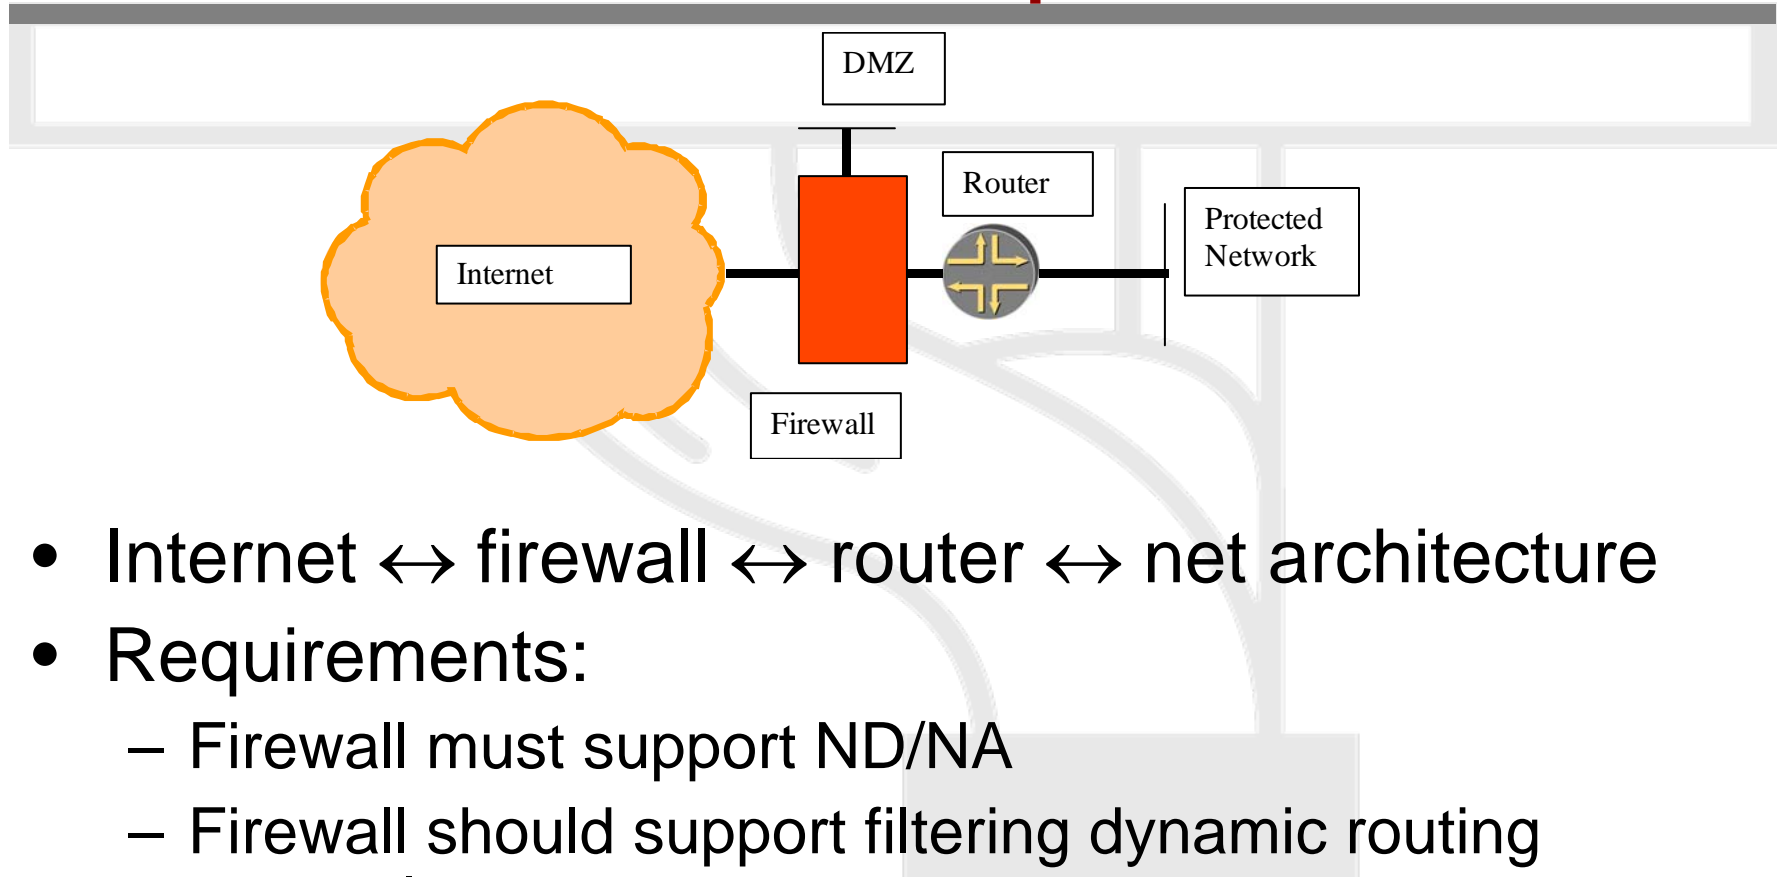 DMZ
Router
Protected
Network
Internet
Firewall
• Internet ↔ firewall ↔ router ↔ net architecture
• Requirements:
– Firewall must support ND/NA
– Firewall should support filtering dynamic routing